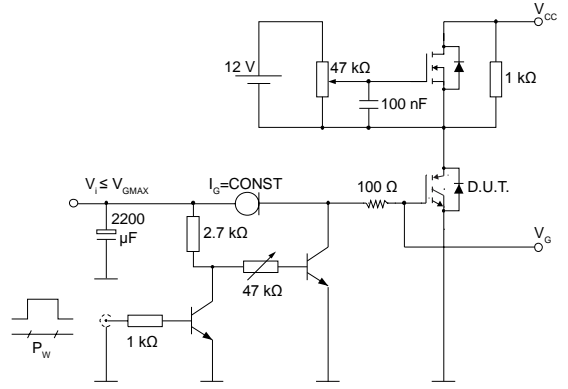 V_CC
12 V
47 kΩ
1 kΩ
100 nF
V_i ≤ V_GMAX
I_G=CONST
100 Ω
D.U.T.
2200
µF
2.7 kΩ
V_G
47 kΩ
1 kΩ
P_W